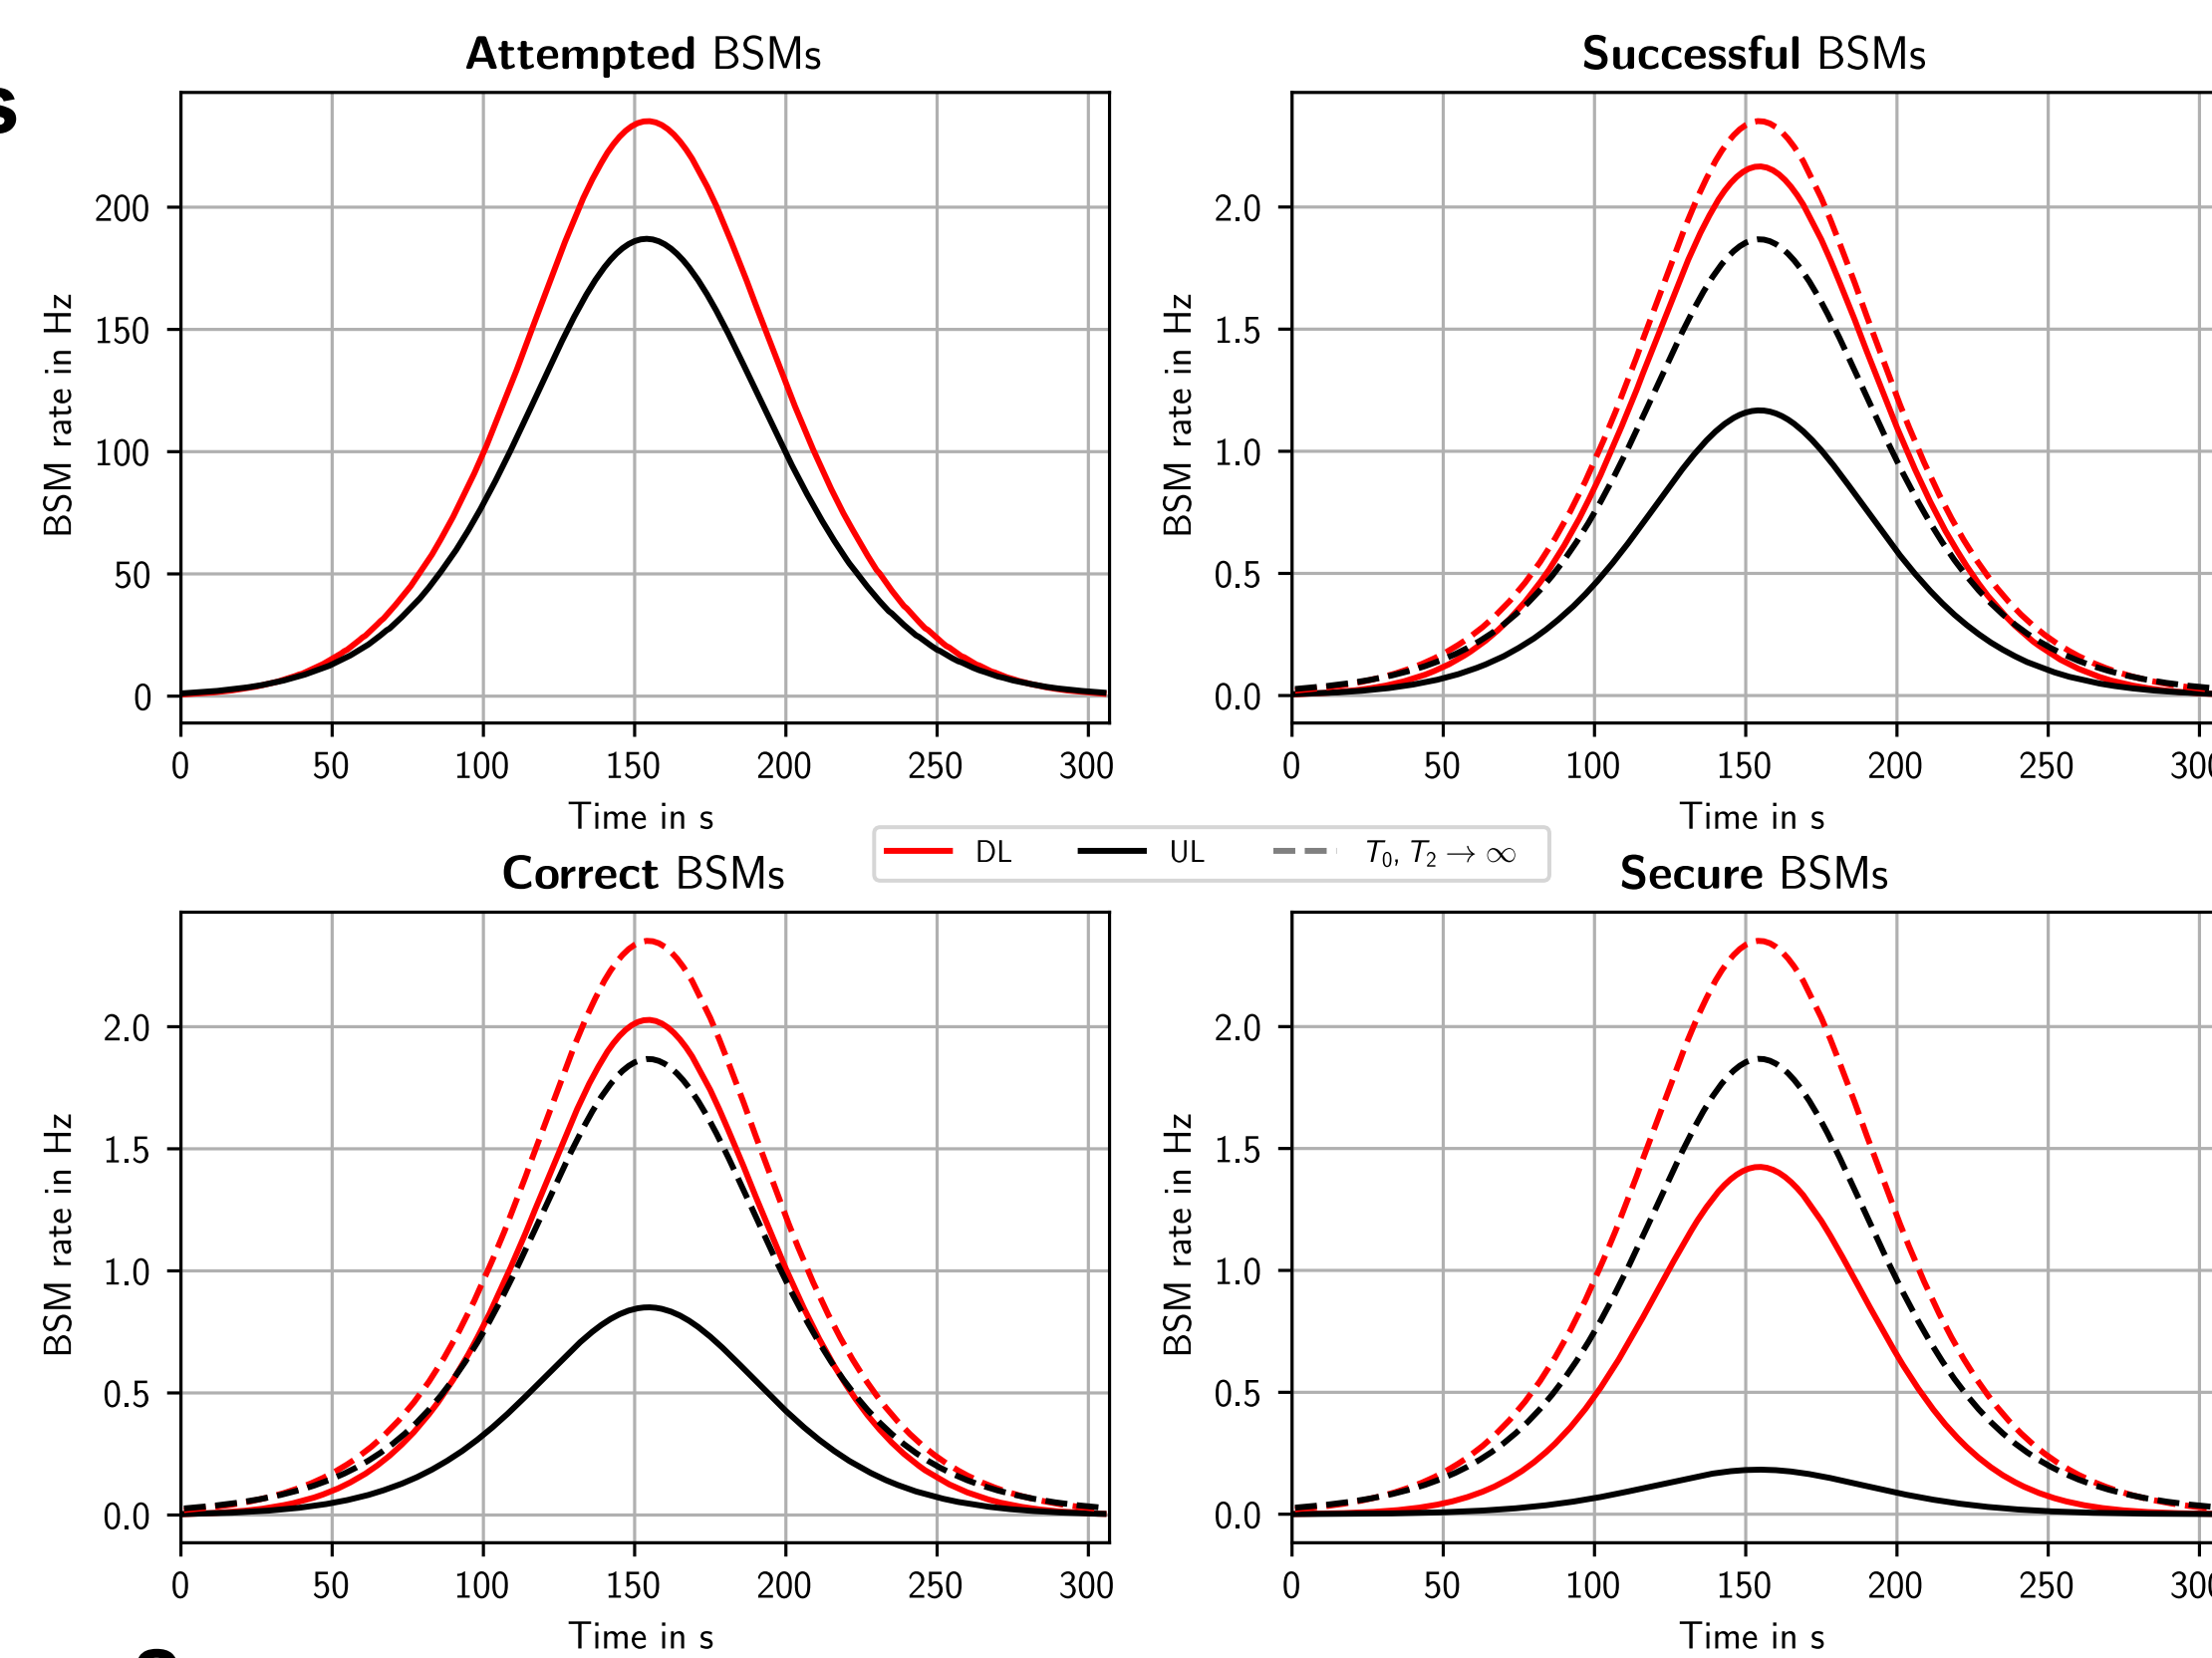 s
Attempted BSMs
Successful BSMs
BSM rate in Hz
200
150
100
50
0
0 50 100 150 200 250 300
Time in s
BSM rate in Hz
2.0
1.5
1.0
0.5
0.0
0 50 100 150 200 250
Time in s
DL UL T₀, T₂ → ∞
Correct BSMs
Secure BSMs
BSM rate in Hz
2.0
1.5
1.0
0.5
0.0
0 50 100 150 200 250 300
Time in s
BSM rate in Hz
2.0
1.5
1.0
0.5
0.0
0 50 100 150 200 250
Time in s